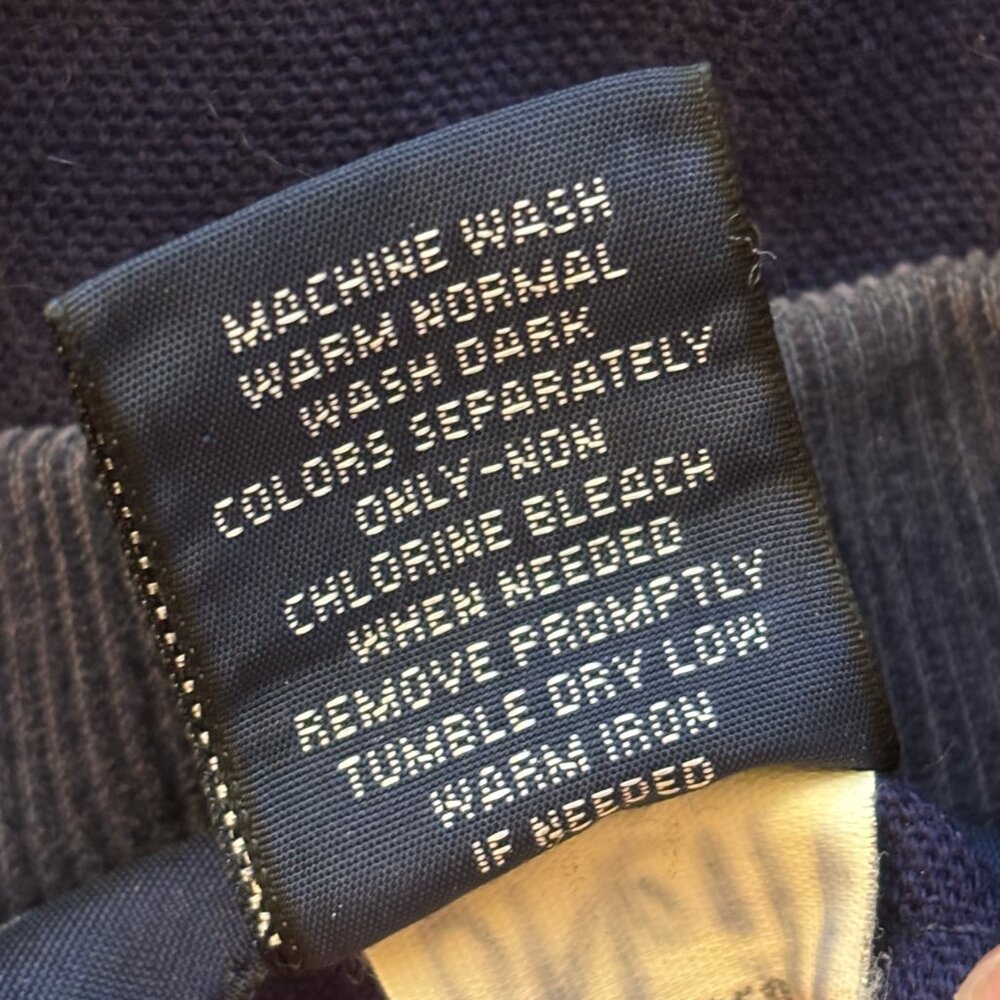 MACHINE WASH
WARM NORMAL
WASH DARK
COLORS SEPARATELY
ONLY-NON
CHLORINE BLEACH
WHEN NEEDED
REMOVE PROMPTLY
TUMBLE DRY LOW
WARM IRON
IF NEEDED